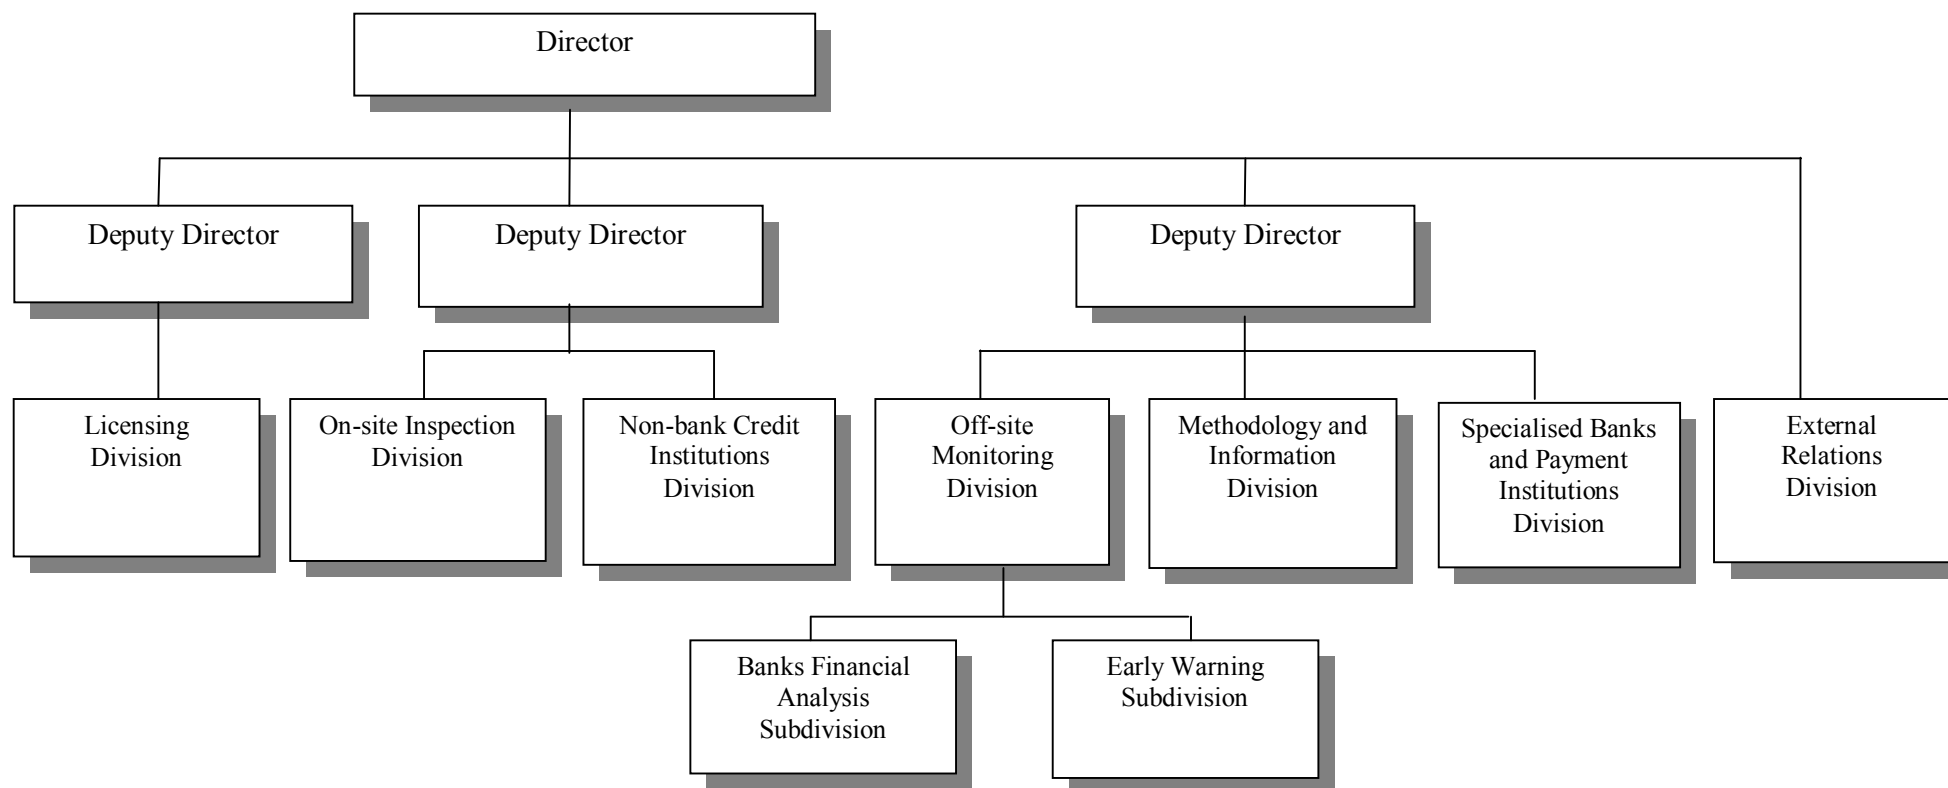 Director
Deputy Director
Deputy Director
Deputy Director
Licensing
Division
On-site Inspection
Division
Non-bank Credit
Institutions
Division
Off-site
Monitoring
Division
Methodology and
Information
Division
Specialised Banks
and Payment
Institutions
Division
External
Relations
Division
Banks Financial
Analysis
Subdivision
Early Warning
Subdivision